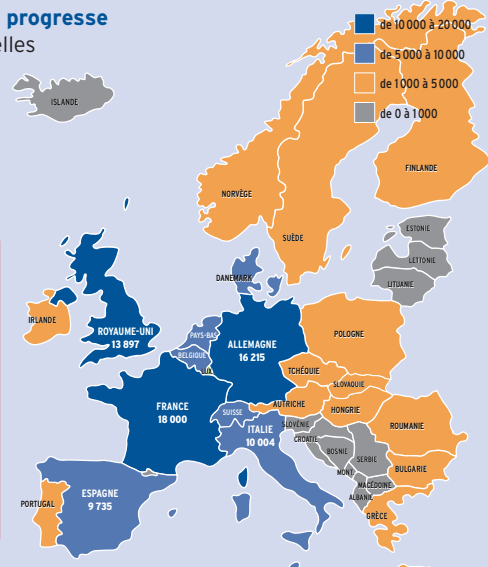 progresse
elles
de 10 000 à 20 000
de 5 000 à 10 000
de 1 000 à 5 000
de 0 à 1 000
ISLANDE
FINLANDE
NORVÈGE
SUÈDE
ESTONIE
LETTONIE
LITUANIE
DANEMARK
IRLANDE
ROYAUME-UNI
13 897
PAYS-BAS
BELGIQUE
ALLEMAGNE
16 215
POLOGNE
TCHÉQUIE
SLOVAQUIE
AUTRICHE
HONGRIE
FRANCE
18 000
SUISSE
ITALIE
10 004
SLOVÉNIE
CROATIE
BOSNIE
SERBIE
MONT.
MACÉDOINE
ALBANIE
ROUMANIE
BULGARIE
GRÈCE
ESPAGNE
9 735
PORTUGAL